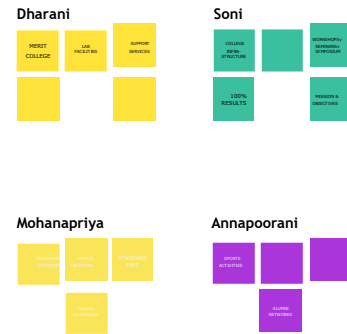 Dharani
Soni
MERIT
COLLEGE
LAB
FACILITIES
SUPPORT
SERVICES
COLLEGE
INFRA-
STRUCTURE
WORKSHOPS/
SEMINARS/
SYMPOSIUM
100%
RESULTS
MISSION &
OBJECTIVES
Mohanapriya
Annapoorani
SPORTS
ACTIVITIES
ALUMNI
NETWORKS